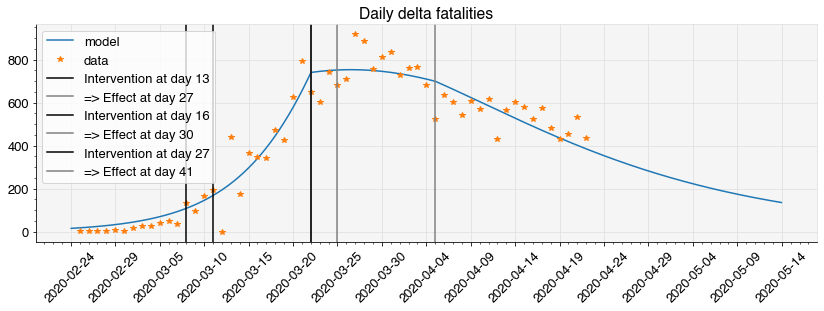 Daily delta fatalities
model
data
Intervention at day 13
=> Effect at day 27
Intervention at day 16
=> Effect at day 30
Intervention at day 27
=> Effect at day 41
800
600
400
200
0
2020-02-24
2020-02-29
2020-03-05
2020-03-10
2020-03-15
2020-03-20
2020-03-25
2020-03-30
2020-04-04
2020-04-09
2020-04-14
2020-04-19
2020-04-24
2020-04-29
2020-05-04
2020-05-09
2020-05-14